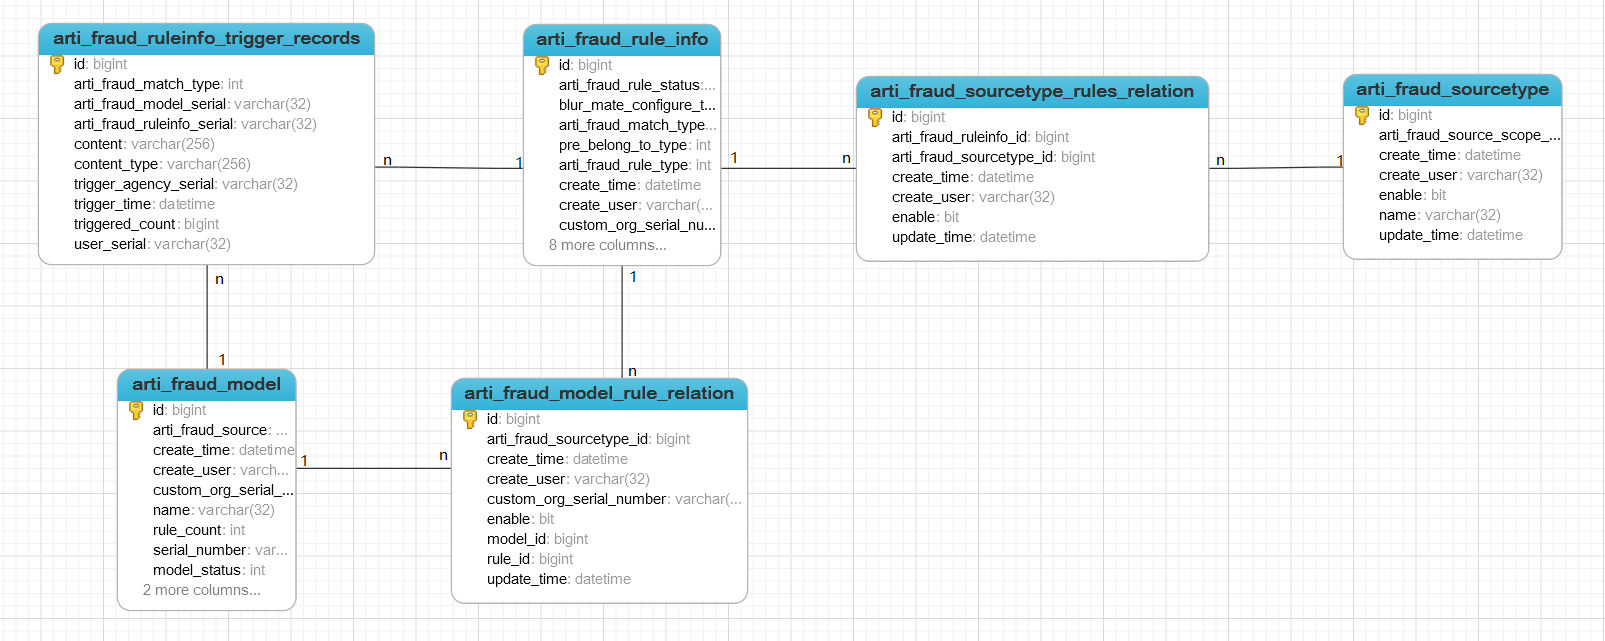 arti_fraud_ruleinfo_trigger_records
id: bigint
arti_fraud_match_type: int
arti_fraud_model_serial: varchar(32)
arti_fraud_ruleinfo_serial: varchar(32)
content: varchar(256)
content_type: varchar(256)
trigger_agency_serial: varchar(32)
trigger_time: datetime
triggered_count: bigint
user_serial: varchar(32)
n
1
arti_fraud_rule_info
id: bigint
arti_fraud_rule_status:...
blur_mate_configure_t...
arti_fraud_match_type...
pre_belong_to_type: int
arti_fraud_rule_type: int
create_time: datetime
create_user: varchar(...
custom_org_serial_nu...
8 more columns...
1
n
arti_fraud_sourcetype_rules_relation
id: bigint
arti_fraud_ruleinfo_id: bigint
arti_fraud_sourcetype_id: bigint
create_time: datetime
create_user: varchar(32)
enable: bit
update_time: datetime
n
1
arti_fraud_sourcetype
id: bigint
arti_fraud_source_scope_...
create_time: datetime
create_user: varchar(32)
enable: bit
name: varchar(32)
update_time: datetime
n
1
1
n
arti_fraud_model
id: bigint
arti_fraud_source: ...
create_time: datetime
create_user: varch...
custom_org_serial_...
name: varchar(32)
rule_count: int
serial_number: var...
model_status: int
2 more columns...
1
n
arti_fraud_model_rule_relation
id: bigint
arti_fraud_sourcetype_id: bigint
create_time: datetime
create_user: varchar(32)
custom_org_serial_number: varchar(...
enable: bit
model_id: bigint
rule_id: bigint
update_time: datetime